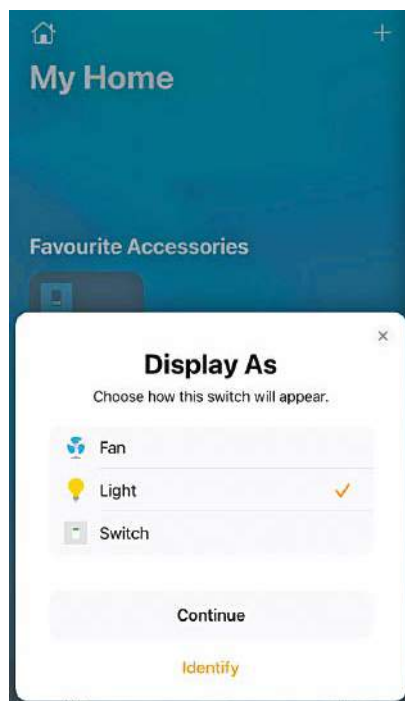 My Home
Favourite Accessories
Display As
Choose how this switch will appear.
Fan
Light
Switch
Continue
Identify